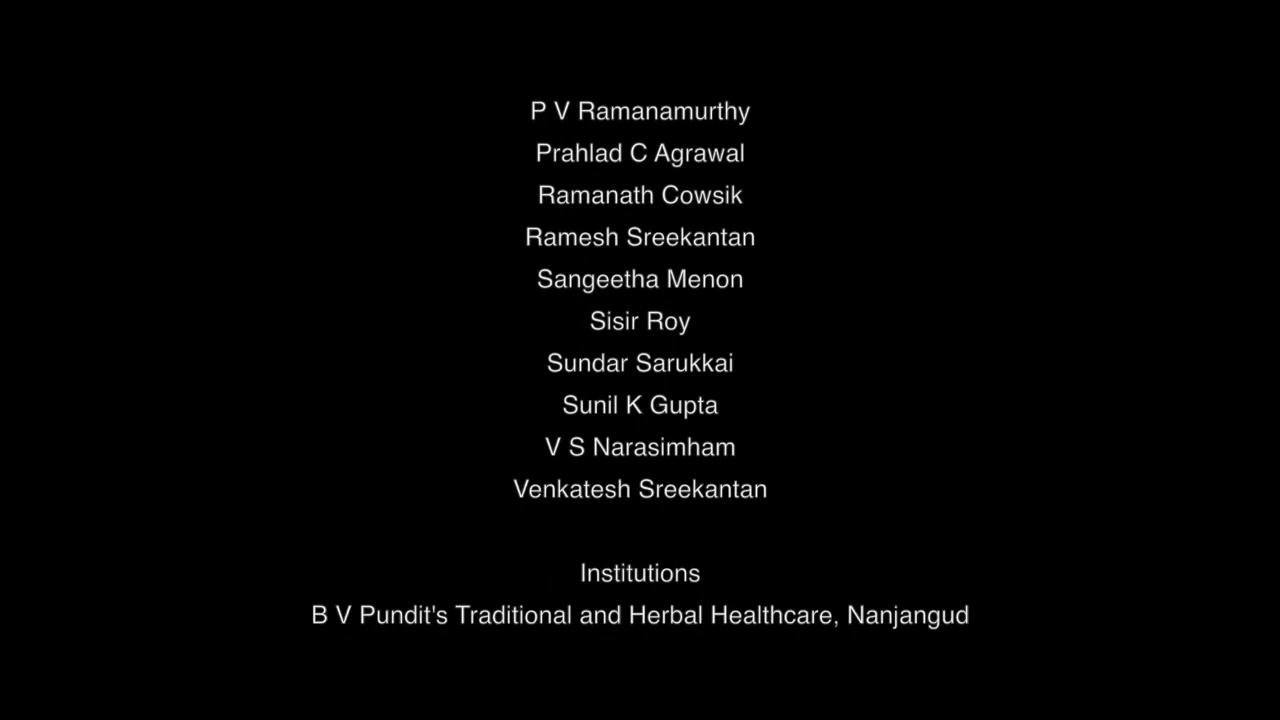 P V Ramanamurthy
Prahlad C Agrawal
Ramanath Cowsik
Ramesh Sreekantan
Sangeetha Menon
Sisir Roy
Sundar Sarukkai
Sunil K Gupta
V S Narasimham
Venkatesh Sreekantan
Institutions
B V Pundit's Traditional and Herbal Healthcare, Nanjangud